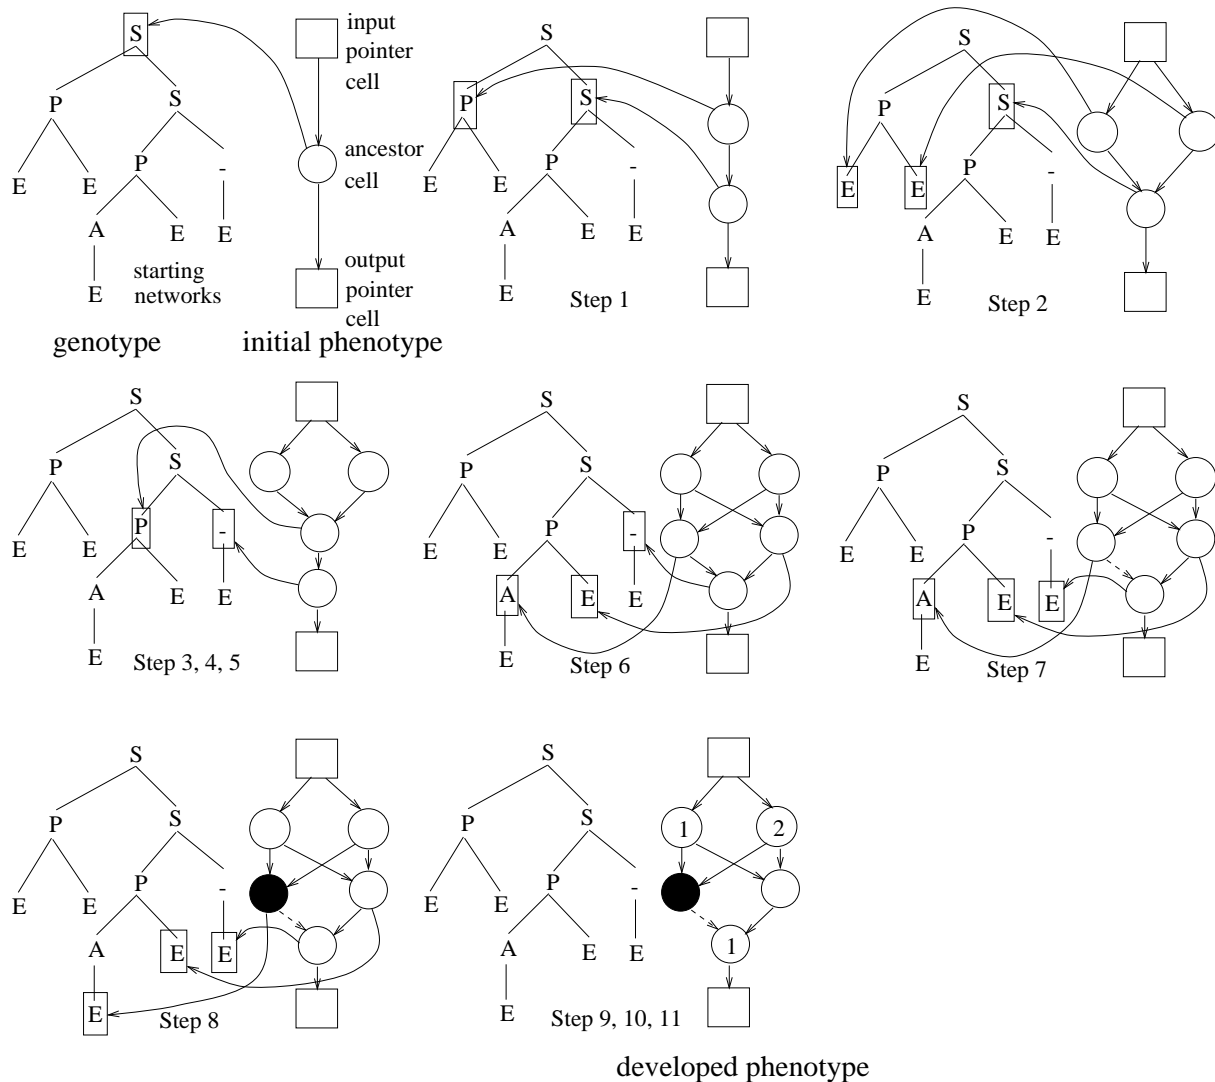 S
input
pointer
cell
P
S
E
E
P
-
ancestor
cell
A
E
E
E
starting
networks
output
pointer
cell
genotype
initial phenotype
S
P
S
E
E
P
-
A
E
E
E
Step 1
S
P
S
E
E
P
-
A
E
E
E
Step 2
S
P
S
E
E
P
-
A
E
E
E
Step 3, 4, 5
S
P
S
E
E
P
-
A
E
E
E
Step 6
S
P
S
E
E
P
-
A
E
E
E
Step 7
S
P
S
E
E
P
-
A
E
E
E
Step 8
S
P
S
1
2
E
E
P
-
A
E
E
1
E
Step 9, 10, 11
developed phenotype